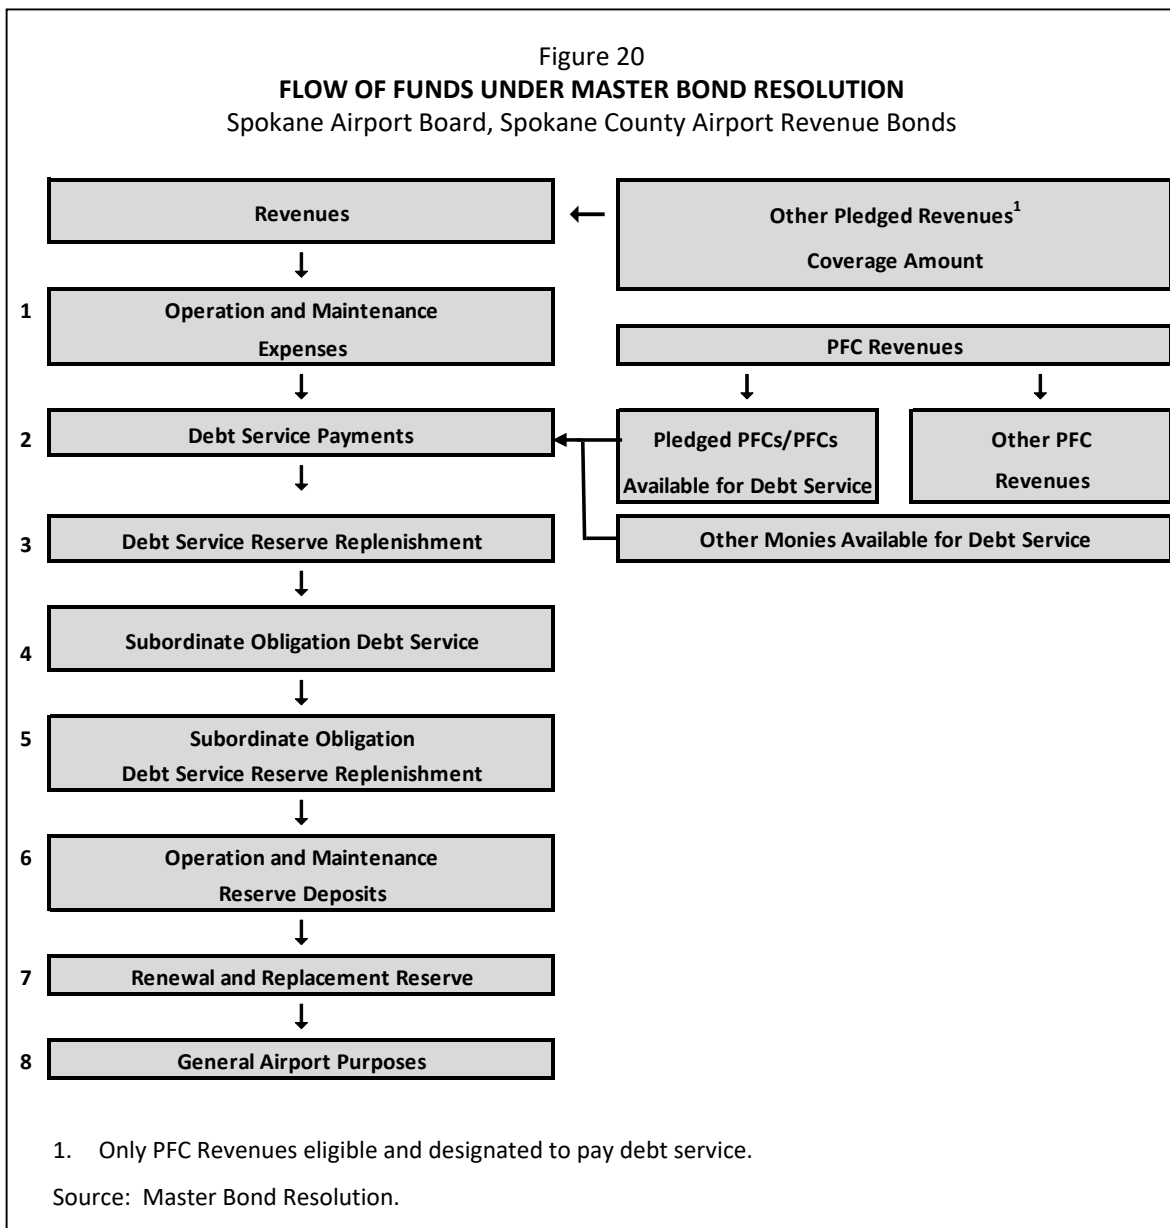 Figure 20
FLOW OF FUNDS UNDER MASTER BOND RESOLUTION
Spokane Airport Board, Spokane County Airport Revenue Bonds
Revenues
Other Pledged Revenues1
Coverage Amount
1
Operation and Maintenance
Expenses
PFC Revenues
2
Debt Service Payments
Pledged PFCs/PFCs
Available for Debt Service
Other PFC
Revenues
3
Debt Service Reserve Replenishment
Other Monies Available for Debt Service
4
Subordinate Obligation Debt Service
5
Subordinate Obligation
Debt Service Reserve Replenishment
6
Operation and Maintenance
Reserve Deposits
7
Renewal and Replacement Reserve
8
General Airport Purposes
1. Only PFC Revenues eligible and designated to pay debt service.
Source: Master Bond Resolution.